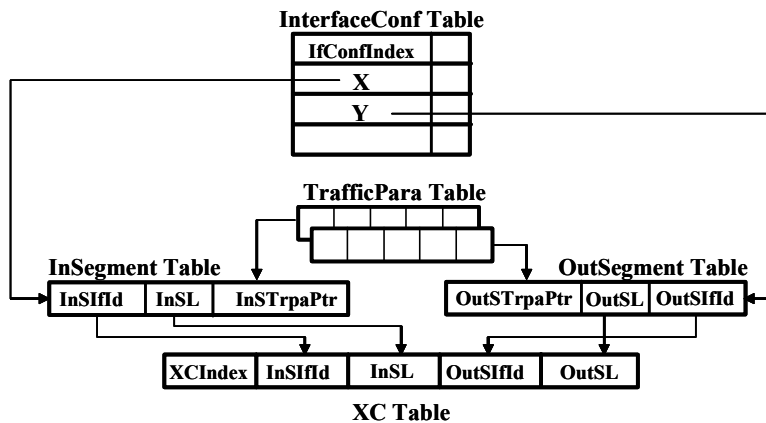 InterfaceConf Table
IfConfIndex
X
Y
TrafficPara Table
InSegment Table
OutSegment Table
InSIfId InSL InSTrpaPtr
OutSTrpaPtr OutSL OutSIfId
XCIndex InSIfId InSL OutSIfId OutSL
XC Table